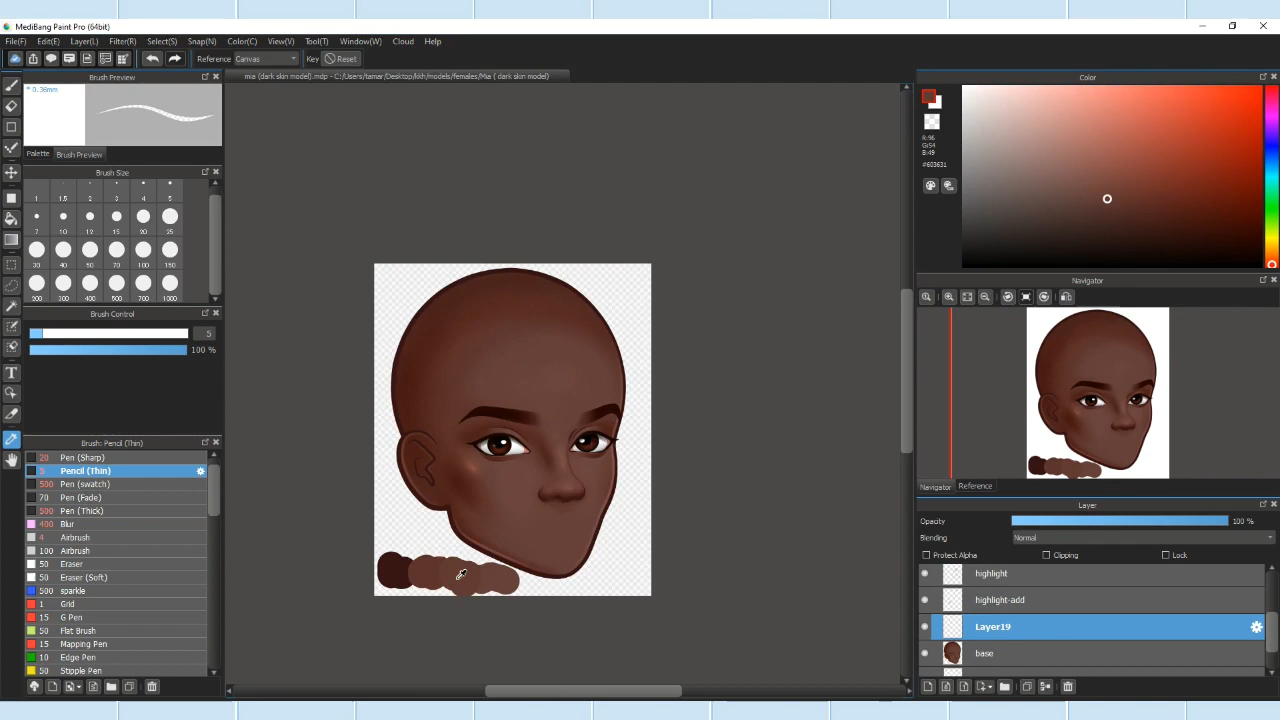 MediBang Paint Pro (64bit)
File(F) Edit(E) Layer(L) Filter(R) Select(S) Snap(N) Color(C) View(V) Tool(T) Window(W) Cloud Help
Reference Canvas Key Reset
Brush Preview
mia (dark skin model).mdp - C:/Users/tamar/Desktop/kkh/models/females/Mia ( dark skin model)
* 0.36mm
Palette Brush Preview
Brush Size
1 1.5 2 3 4 5
7 10 12 15 20 25
30 40 50 70 100 150
200 300 400 500 700 1000
Brush Control
5
100 %
Brush: Pencil (Thin)
20 Pen (Sharp)
5 Pencil (Thin)
500 Pen (swatch)
70 Pen (Fade)
500 Pen (Thick)
400 Blur
4 Airbrush
100 Airbrush
50 Eraser
50 Eraser (Soft)
500 sparkle
1 Grid
15 G Pen
50 Flat Brush
15 Mapping Pen
10 Edge Pen
50 Stipple Pen
Color
R:96
G:54
B:49
#603631
Navigator
Navigator Reference
Layer
Opacity 100 %
Blending Normal
Protect Alpha Clipping Lock
highlight
highlight-add
Layer19
base